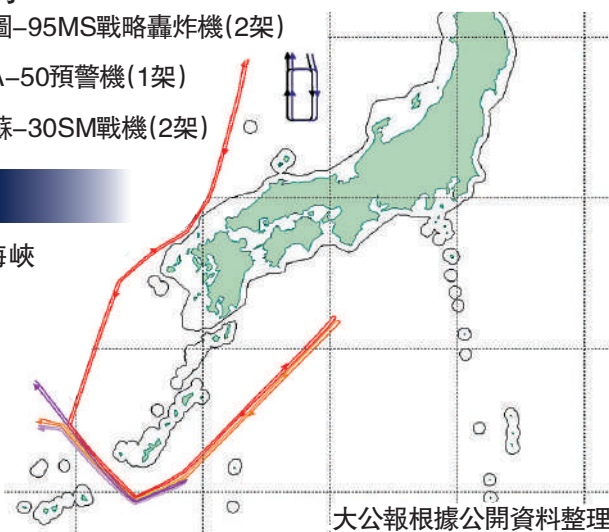 圖-95MS戰略轟炸機(2架)
A-50預警機(1架)
蘇-30SM戰機(2架)
海峽
大公報根據公開資料整理